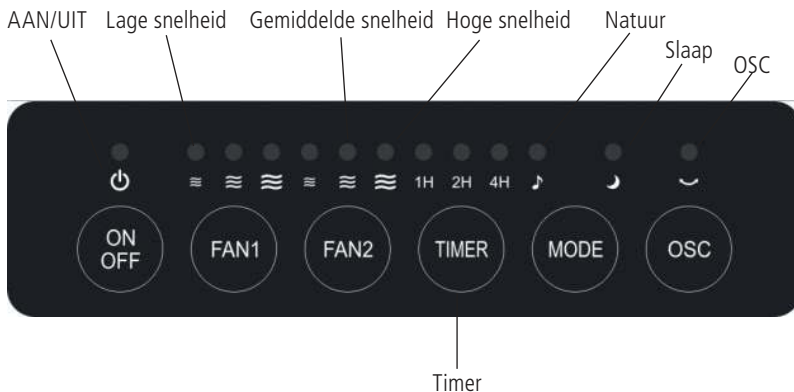 AAN/UIT Lage snelheid Gemiddelde snelheid Hoge snelheid Natuur
Slaap
OSC
1H 2H 4H
ON OFF FAN1 FAN2 TIMER MODE OSC
Timer